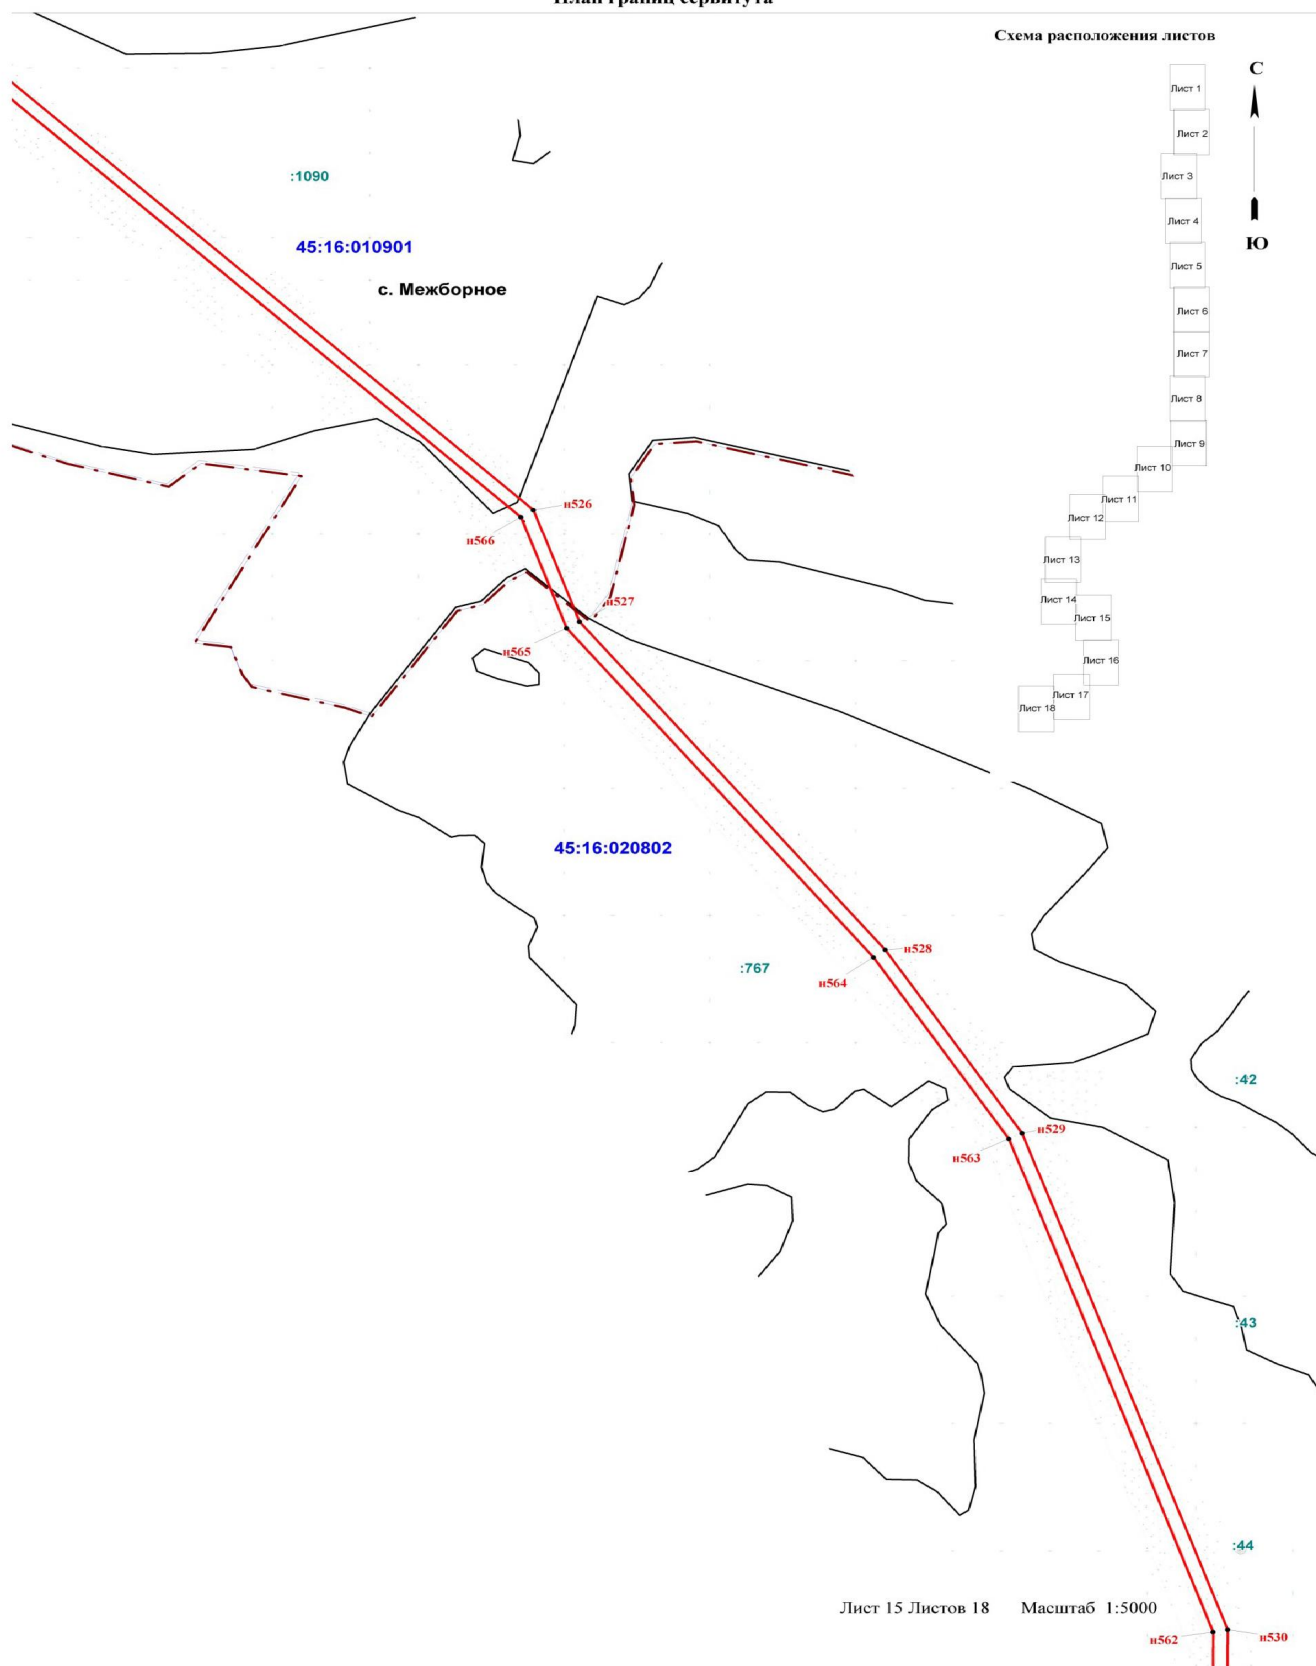 План границ сервитута
Схема расположения листов
С
Ю
Лист 1
Лист 2
Лист 3
Лист 4
Лист 5
Лист 6
Лист 7
Лист 8
Лист 9
Лист 10
Лист 11
Лист 12
Лист 13
Лист 14
Лист 15
Лист 16
Лист 17
Лист 18
:1090
45:16:010901
с. Межборное
н526
н566
н527
н565
45:16:020802
н528
:767
н564
:42
н529
н563
:43
:44
Лист 15 Листов 18 Масштаб 1:5000
н562
н530